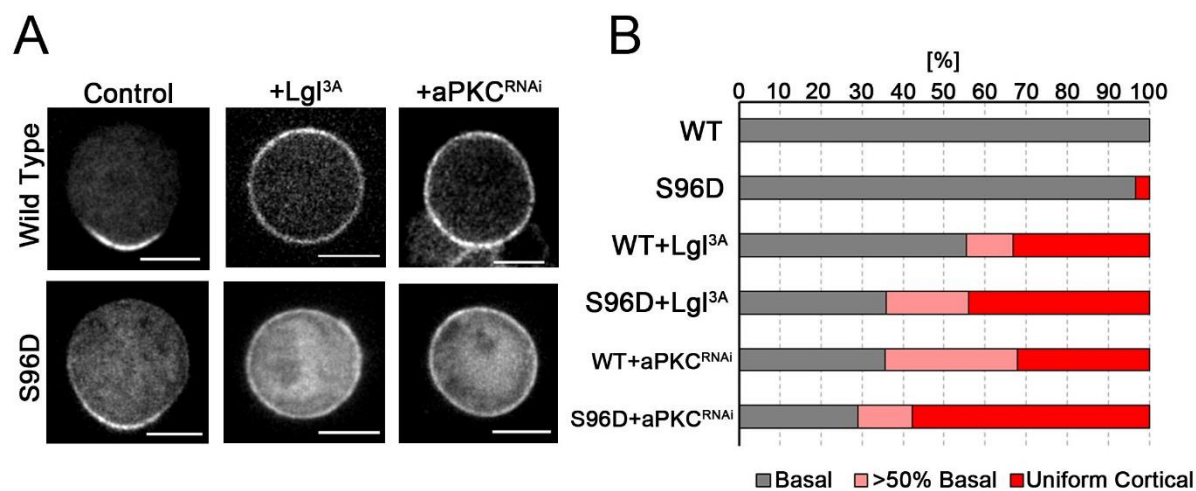 A
Control
+Lgl3A
+aPKCRNAi
Wild Type
S96D
B
[%]
0 10 20 30 40 50 60 70 80 90 100
WT
S96D
WT+Lgl3A
S96D+Lgl3A
WT+aPKCRNAi
S96D+aPKCRNAi
Basal >50% Basal Uniform Cortical